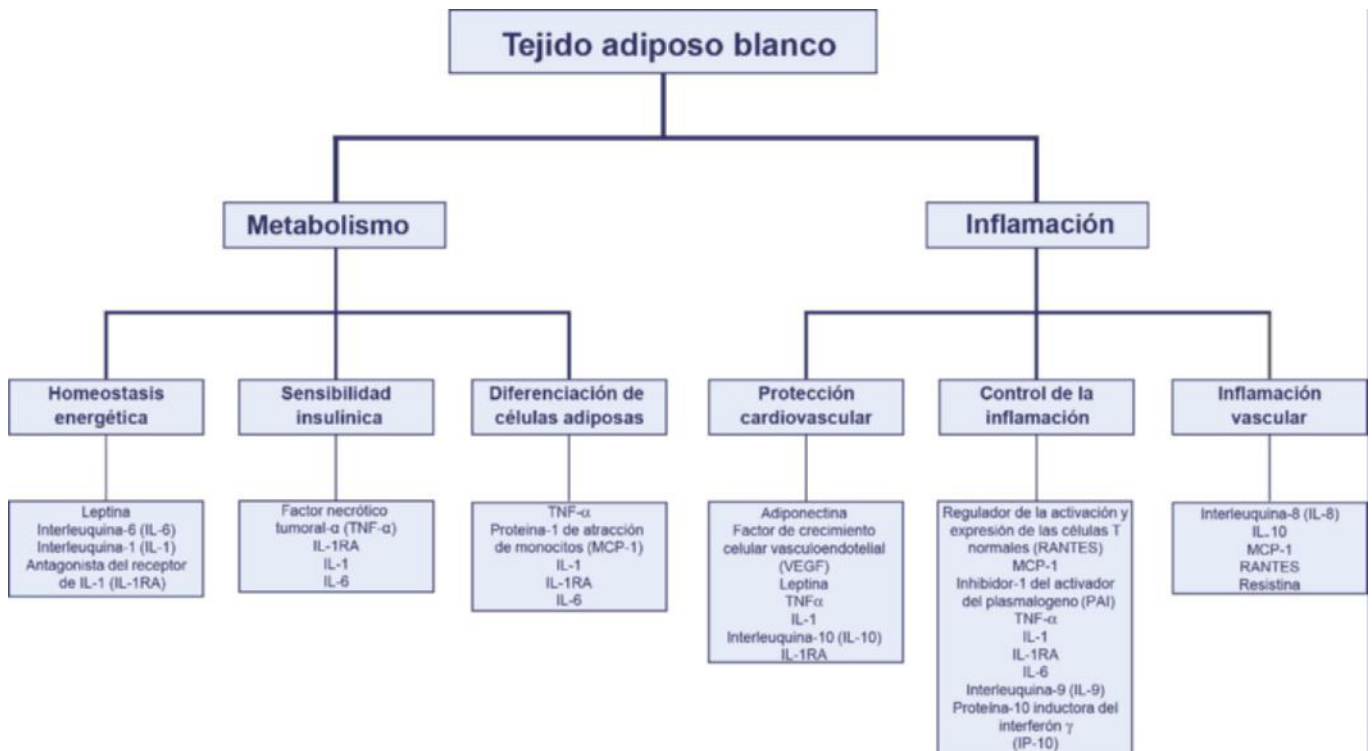 Tejido adiposo blanco
Metabolismo
Inflamación
Homeostasis
energética
Sensibilidad
insulínica
Diferenciación de
células adiposas
Protección
cardiovascular
Control de la
inflamación
Inflamación
vascular
Leptina
Interleuquina-6 (IL-6)
Interleuquina-1 (IL-1)
Antagonista del receptor
de IL-1 (IL-1RA)
Factor necrótico
tumoral-α (TNF-α)
IL-1RA
IL-1
IL-6
TNF-α
Proteína-1 de atracción
de monocitos (MCP-1)
IL-1
IL-1RA
IL-6
Adiponectina
Factor de crecimiento
celular vasculoendotelial
(VEGF)
Leptina
TNFα
IL-1
Interleuquina-10 (IL-10)
IL-1RA
Regulador de la activación y
expresión de las células T
normales (RANTES)
MCP-1
Inhibidor-1 del activador
del plasmalogeno (PAI)
TNF-α
IL-1
IL-1RA
IL-6
Interleuquina-9 (IL-9)
Proteína-10 inductora del
interferón γ
(IP-10)
Interleuquina-8 (IL-8)
IL.10
MCP-1
RANTES
Resistina